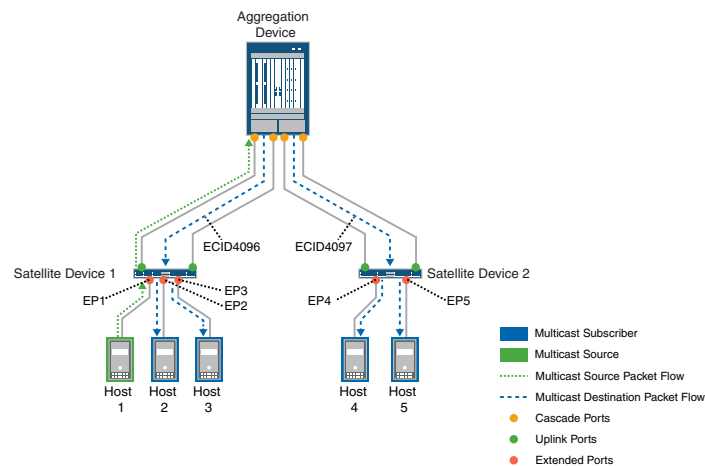 Aggregation
Device
ECID4096
ECID4097
Satellite Device 1
Satellite Device 2
EP1
EP3
EP2
EP4
EP5
Host
1
Host
2
Host
3
Host
4
Host
5
Multicast Subscriber
Multicast Source
Multicast Source Packet Flow
Multicast Destination Packet Flow
Cascade Ports
Uplink Ports
Extended Ports